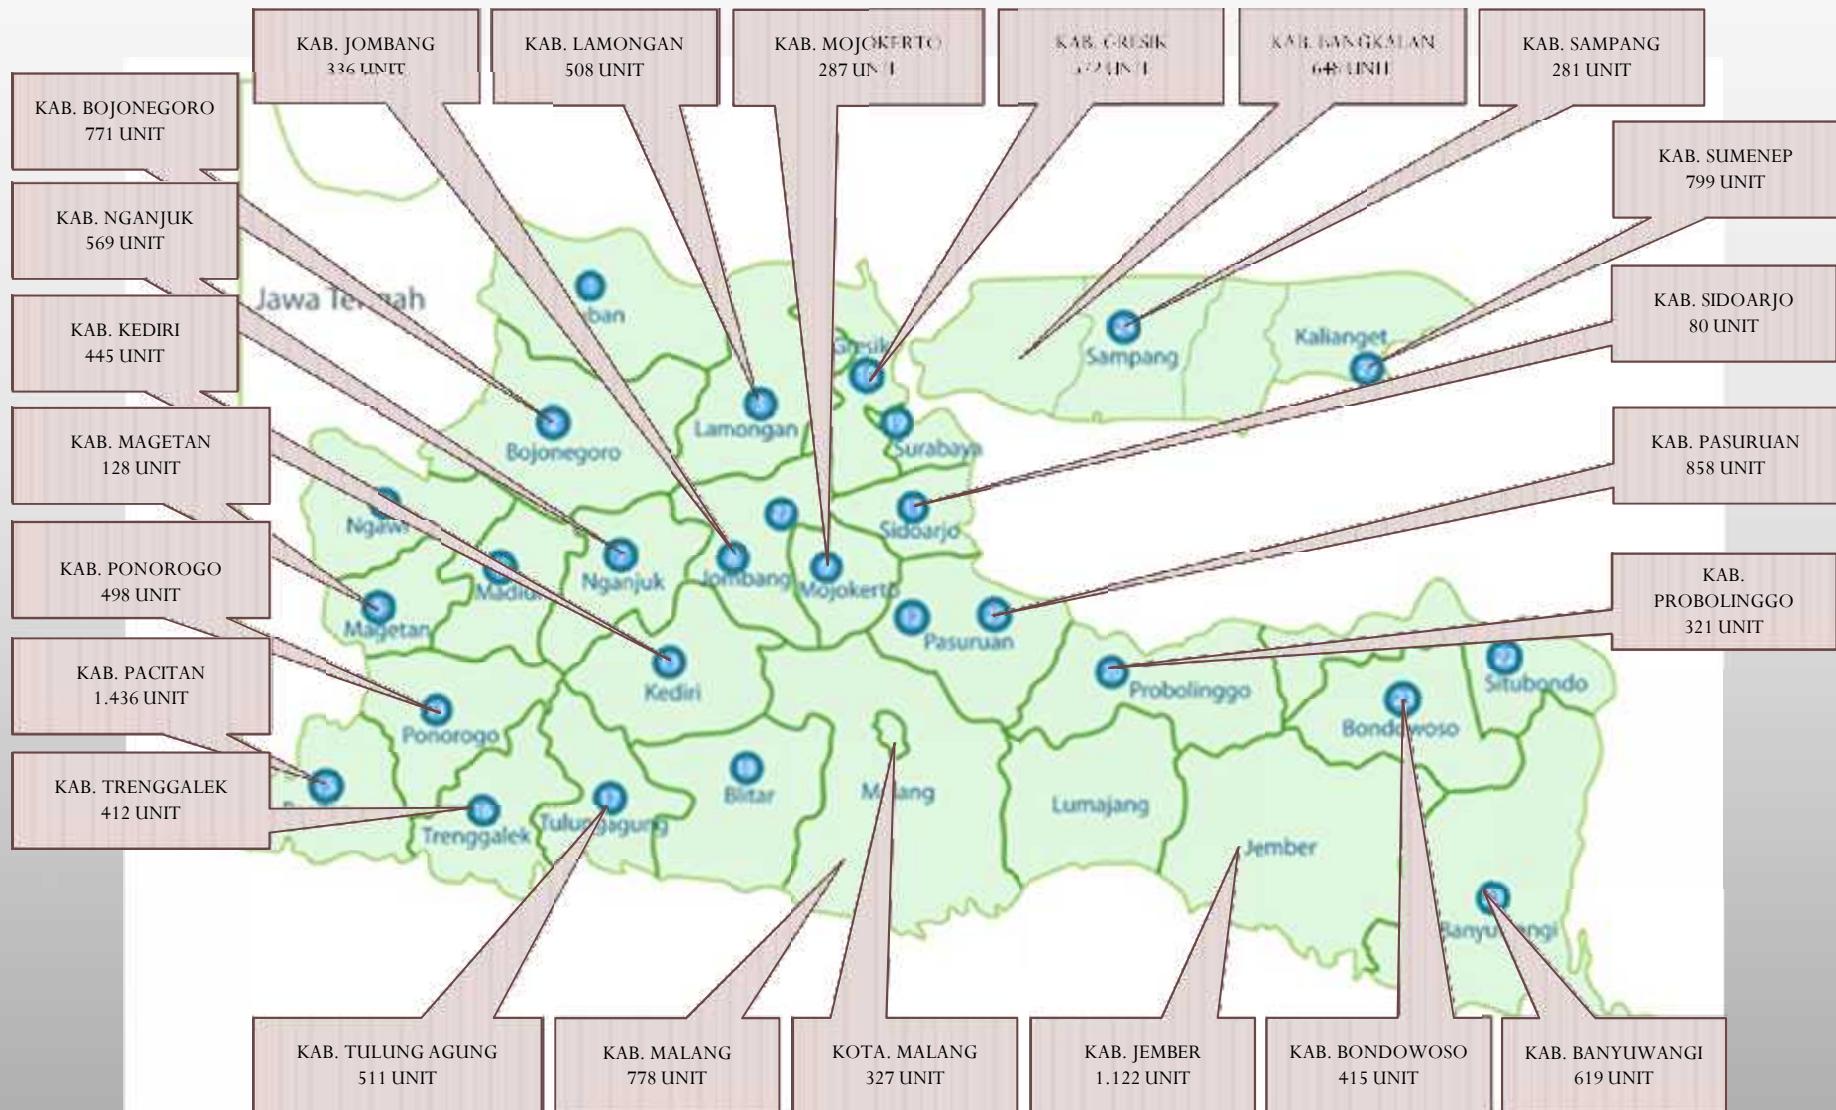 KAB. JOMBANG
336 UNIT
KAB. LAMONGAN
508 UNIT
KAB. MOJOKERTO
287 UNIT
KAB. GRESIK
UNIT
KAB. BANGKALAN
UNIT
KAB. SAMPANG
281 UNIT
KAB. BOJONEGORO
771 UNIT
KAB. SUMENEP
799 UNIT
KAB. NGANJUK
569 UNIT
KAB. SIDOARJO
80 UNIT
KAB. KEDIRI
445 UNIT
KAB. MAGETAN
128 UNIT
KAB. PASURUAN
858 UNIT
KAB. PONOROGO
498 UNIT
KAB.
PROBOLINGGO
321 UNIT
KAB. PACITAN
1.436 UNIT
KAB. TRENGGALEK
412 UNIT
Jawa Tengah
Gresik
Sampang
Kalianget
Bojonegoro
Lamongan
Surabaya
Ngawi
Sidoarjo
Madiun
Nganjuk
Jombang
Mojokerto
Magetan
Pasuruan
Kediri
Probolinggo
Situbondo
Ponorogo
Bondowoso
Blitar
Malang
Lumajang
Trenggalek
Tulungagung
Jember
Banyuwangi
KAB. TULUNG AGUNG
511 UNIT
KAB. MALANG
778 UNIT
KOTA. MALANG
327 UNIT
KAB. JEMBER
1.122 UNIT
KAB. BONDOWOSO
415 UNIT
KAB. BANYUWANGI
619 UNIT